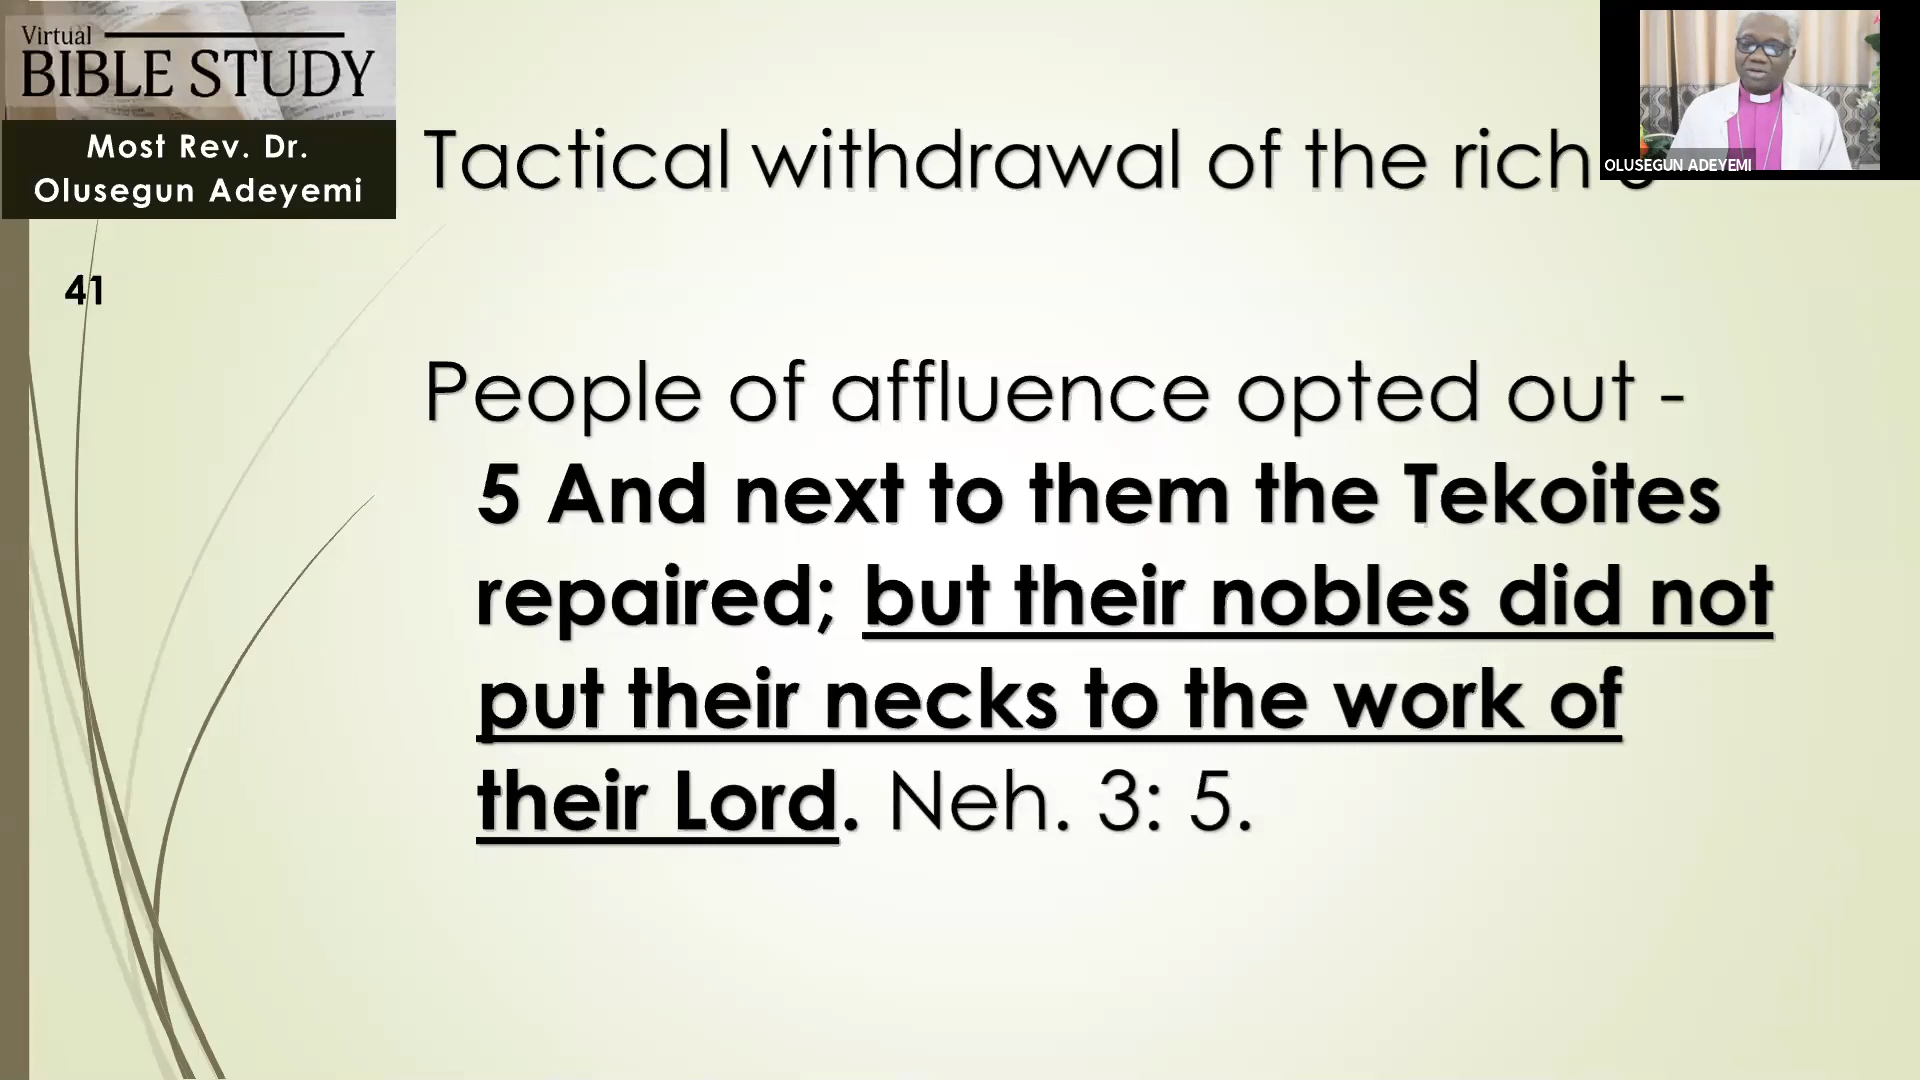 Virtual
BIBLE STUDY
Most Rev. Dr.
Olusegun Adeyemi
Tactical withdrawal of the rich
OLUSEGUN ADEYEMI
41
People of affluence opted out -
5 And next to them the Tekoites
repaired; but their nobles did not
put their necks to the work of
their Lord. Neh. 3: 5.